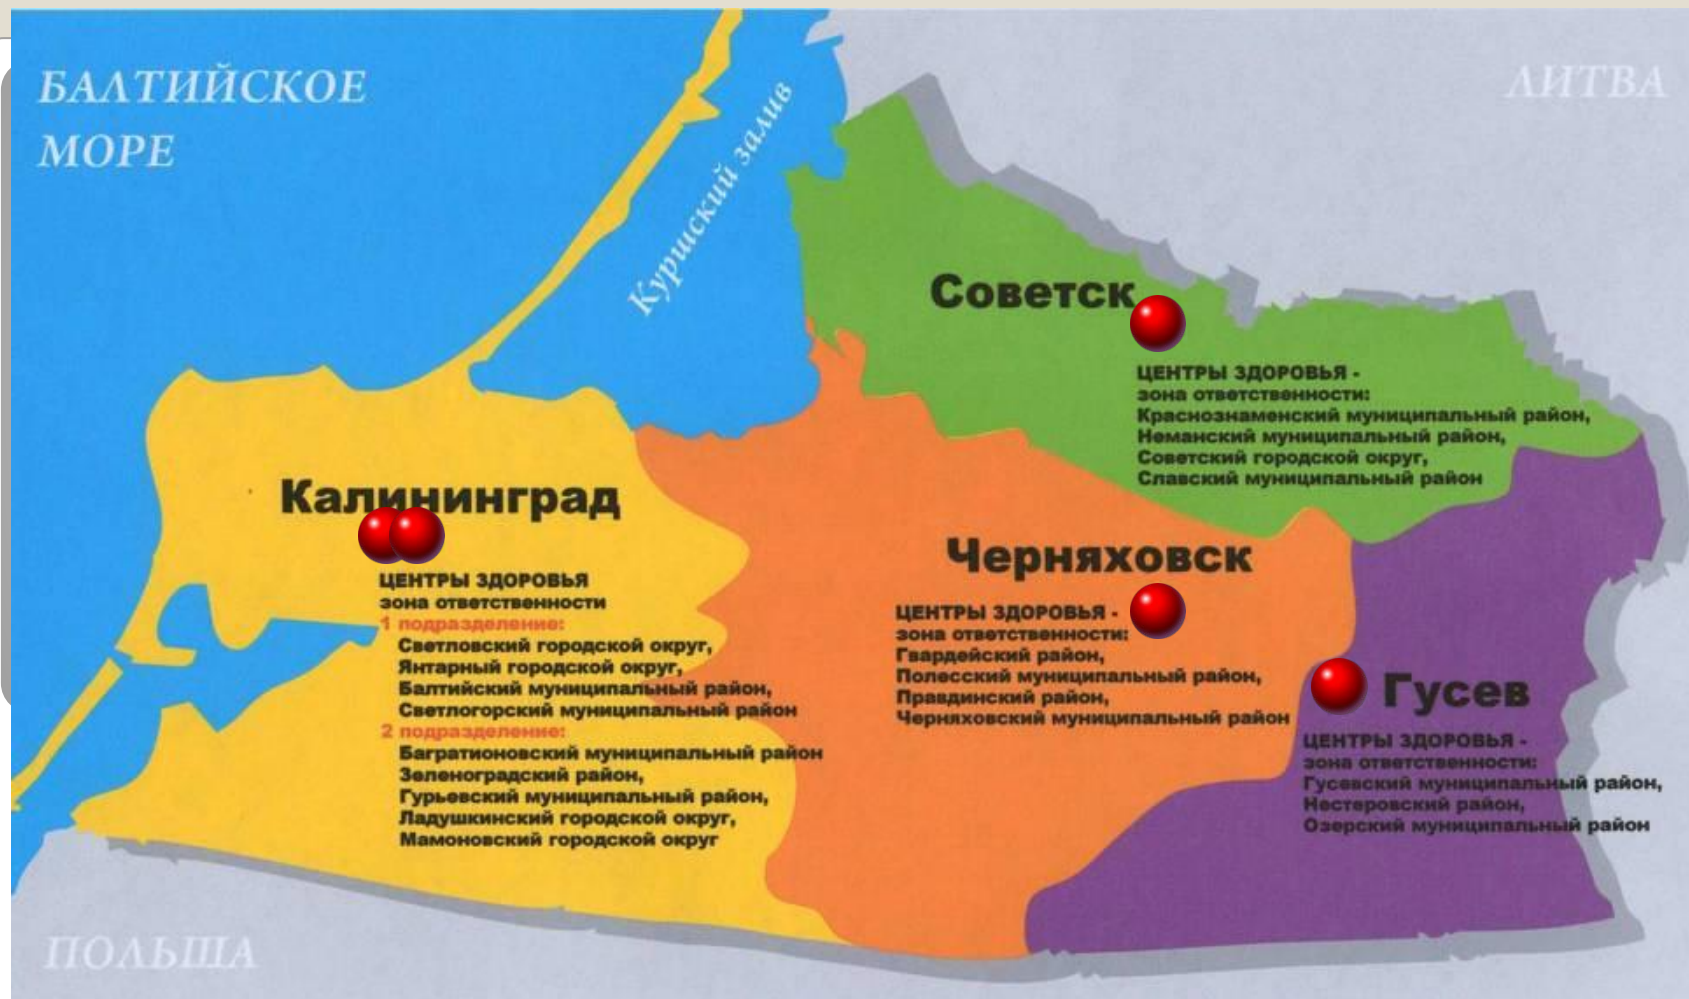 БАЛТИЙСКОЕ
МОРЕ
ЛИТВА
Куршский залив
Советск
ЦЕНТРЫ ЗДОРОВЬЯ -
зона ответственности:
Краснознаменский муниципальный район,
Неманский муниципальный район,
Советский городской округ,
Славский муниципальный район
Калининград
ЦЕНТРЫ ЗДОРОВЬЯ
зона ответственности
1 подразделение:
Светловский городской округ,
Янтарный городской округ,
Балтийский муниципальный район,
Светлогорский муниципальный район
2 подразделение:
Багратионовский муниципальный район
Зеленоградский район,
Гурьевский муниципальный район,
Ладушкинский городской округ,
Мамоновский городской округ
Черняховск
ЦЕНТРЫ ЗДОРОВЬЯ -
зона ответственности:
Гвардейский район,
Полесский муниципальный район,
Правдинский район,
Черняховский муниципальный район
Гусев
ЦЕНТРЫ ЗДОРОВЬЯ -
зона ответственности:
Гусевский муниципальный район,
Нестеровский район,
Озерский муниципальный район
ПОЛЬША